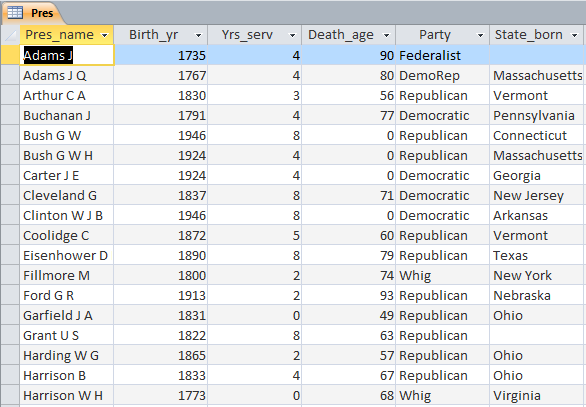 Pres
Pres_name Birth_yr Yrs_serv Death_age Party State_born
Adams J 1735 4 90 Federalist
Adams J Q 1767 4 80 DemoRep Massachusetts
Arthur C A 1830 3 56 Republican Vermont
Buchanan J 1791 4 77 Democratic Pennsylvania
Bush G W 1946 8 0 Republican Connecticut
Bush G W H 1924 4 0 Republican Massachusetts
Carter J E 1924 4 0 Democratic Georgia
Cleveland G 1837 8 71 Democratic New Jersey
Clinton W J B 1946 8 0 Democratic Arkansas
Coolidge C 1872 5 60 Republican Vermont
Eisenhower D 1890 8 79 Republican Texas
Fillmore M 1800 2 74 Whig New York
Ford G R 1913 2 93 Republican Nebraska
Garfield J A 1831 0 49 Republican Ohio
Grant U S 1822 8 63 Republican
Harding W G 1865 2 57 Republican Ohio
Harrison B 1833 4 67 Republican Ohio
Harrison W H 1773 0 68 Whig Virginia